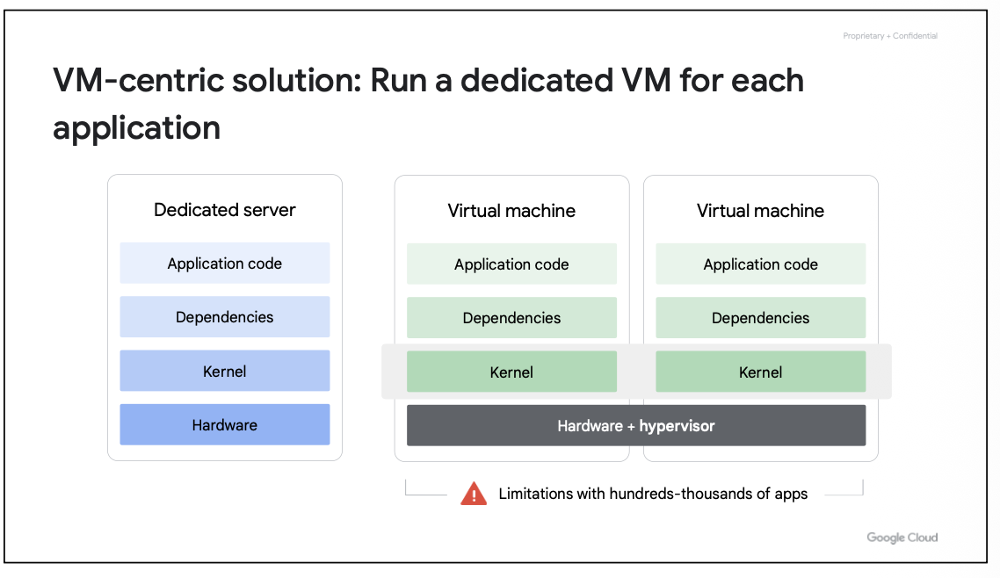 Proprietary + Confidential
VM-centric solution: Run a dedicated VM for each
application
Dedicated server
Application code
Dependencies
Kernel
Hardware
Virtual machine
Application code
Dependencies
Kernel
Virtual machine
Application code
Dependencies
Kernel
Hardware + hypervisor
Limitations with hundreds-thousands of apps
Google Cloud